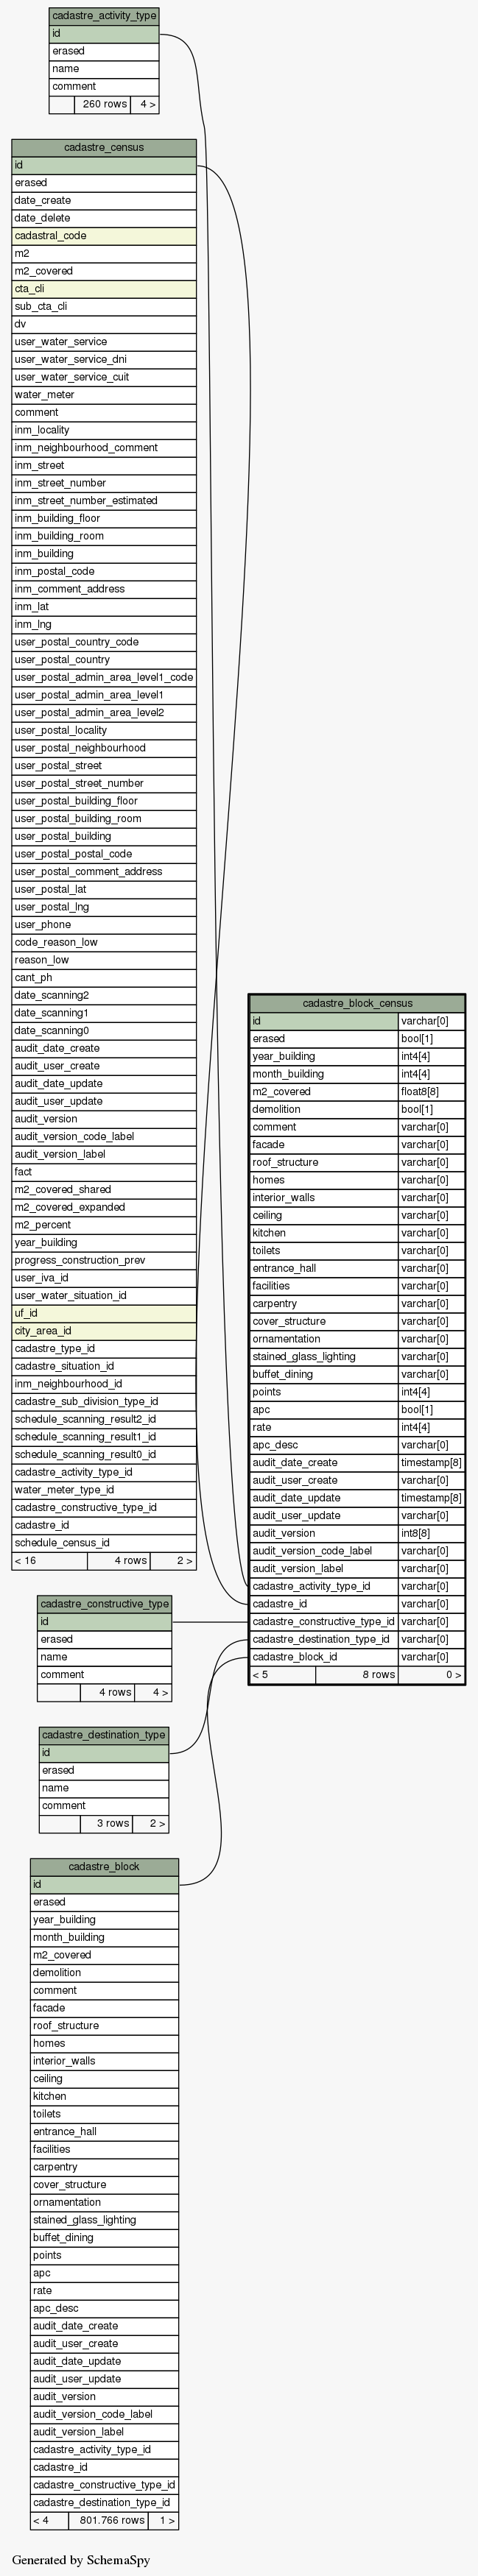 cadastre_activity_type
id
erased
name
comment
260 rows 4 >
cadastre_census
id
erased
date_create
date_delete
cadastral_code
m2
m2_covered
cta_cli
sub_cta_cli
dv
user_water_service
user_water_service_dni
user_water_service_cuit
water_meter
comment
inm_locality
inm_neighbourhood_comment
inm_street
inm_street_number
inm_street_number_estimated
inm_building_floor
inm_building_room
inm_building
inm_postal_code
inm_comment_address
inm_lat
inm_lng
user_postal_country_code
user_postal_country
user_postal_admin_area_level1_code
user_postal_admin_area_level1
user_postal_admin_area_level2
user_postal_locality
user_postal_neighbourhood
user_postal_street
user_postal_street_number
user_postal_building_floor
user_postal_building_room
user_postal_building
user_postal_postal_code
user_postal_comment_address
user_postal_lat
user_postal_lng
user_phone
code_reason_low
reason_low
cant_ph
date_scanning2
date_scanning1
date_scanning0
audit_date_create
audit_user_create
audit_date_update
audit_user_update
audit_version
audit_version_code_label
audit_version_label
fact
m2_covered_shared
m2_covered_expanded
m2_percent
year_building
progress_construction_prev
user_iva_id
user_water_situation_id
uf_id
city_area_id
cadastre_type_id
cadastre_situation_id
inm_neighbourhood_id
cadastre_sub_division_type_id
schedule_scanning_result2_id
schedule_scanning_result1_id
schedule_scanning_result0_id
cadastre_activity_type_id
water_meter_type_id
cadastre_constructive_type_id
cadastre_id
schedule_census_id
< 16 4 rows 2 >
cadastre_block_census
id varchar[0]
erased bool[1]
year_building int4[4]
month_building int4[4]
m2_covered float8[8]
demolition bool[1]
comment varchar[0]
facade varchar[0]
roof_structure varchar[0]
homes varchar[0]
interior_walls varchar[0]
ceiling varchar[0]
kitchen varchar[0]
toilets varchar[0]
entrance_hall varchar[0]
facilities varchar[0]
carpentry varchar[0]
cover_structure varchar[0]
ornamentation varchar[0]
stained_glass_lighting varchar[0]
buffet_dining varchar[0]
points int4[4]
apc bool[1]
rate int4[4]
apc_desc varchar[0]
audit_date_create timestamp[8]
audit_user_create varchar[0]
audit_date_update timestamp[8]
audit_user_update varchar[0]
audit_version int8[8]
audit_version_code_label varchar[0]
audit_version_label varchar[0]
cadastre_activity_type_id varchar[0]
cadastre_id varchar[0]
cadastre_constructive_type_id varchar[0]
cadastre_destination_type_id varchar[0]
cadastre_block_id varchar[0]
< 5 8 rows 0 >
cadastre_constructive_type
id
erased
name
comment
4 rows 4 >
cadastre_destination_type
id
erased
name
comment
3 rows 2 >
cadastre_block
id
erased
year_building
month_building
m2_covered
demolition
comment
facade
roof_structure
homes
interior_walls
ceiling
kitchen
toilets
entrance_hall
facilities
carpentry
cover_structure
ornamentation
stained_glass_lighting
buffet_dining
points
apc
rate
apc_desc
audit_date_create
audit_user_create
audit_date_update
audit_user_update
audit_version
audit_version_code_label
audit_version_label
cadastre_activity_type_id
cadastre_id
cadastre_constructive_type_id
cadastre_destination_type_id
< 4 801.766 rows 1 >
Generated by SchemaSpy